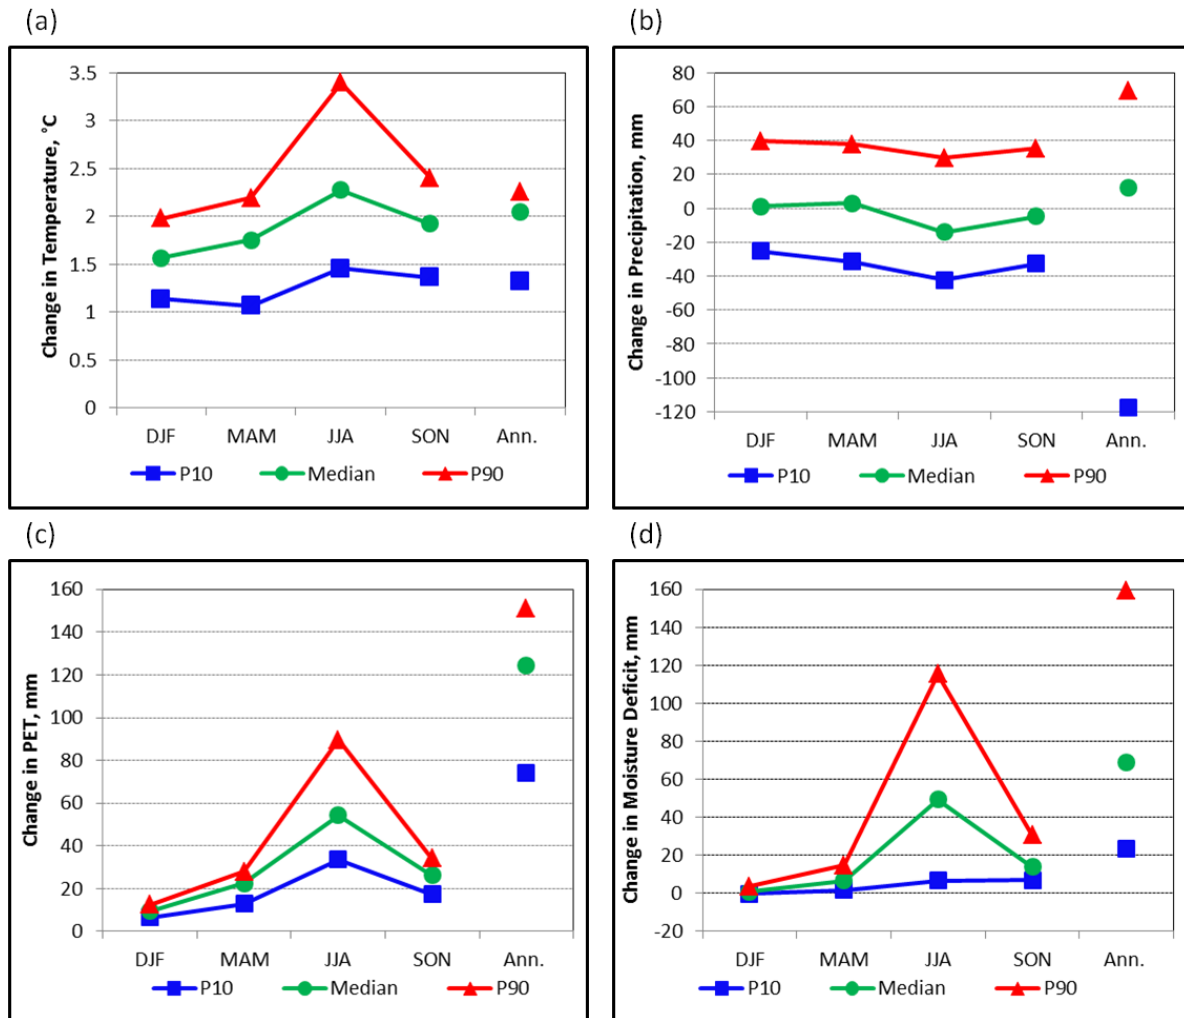 (a)
Change in Temperature, ˚C
3.5
3
2.5
2
1.5
1
0.5
0
DJF MAM JJA SON Ann.
P10 Median P90
(b)
Change in Precipitation, mm
80
60
40
20
0
-20
-40
-60
-80
-100
-120
DJF MAM JJA SON Ann.
P10 Median P90
(c)
Change in PET, mm
160
140
120
100
80
60
40
20
0
DJF MAM JJA SON Ann.
P10 Median P90
(d)
Change in Moisture Deficit, mm
160
140
120
100
80
60
40
20
0
-20
DJF MAM JJA SON Ann.
P10 Median P90